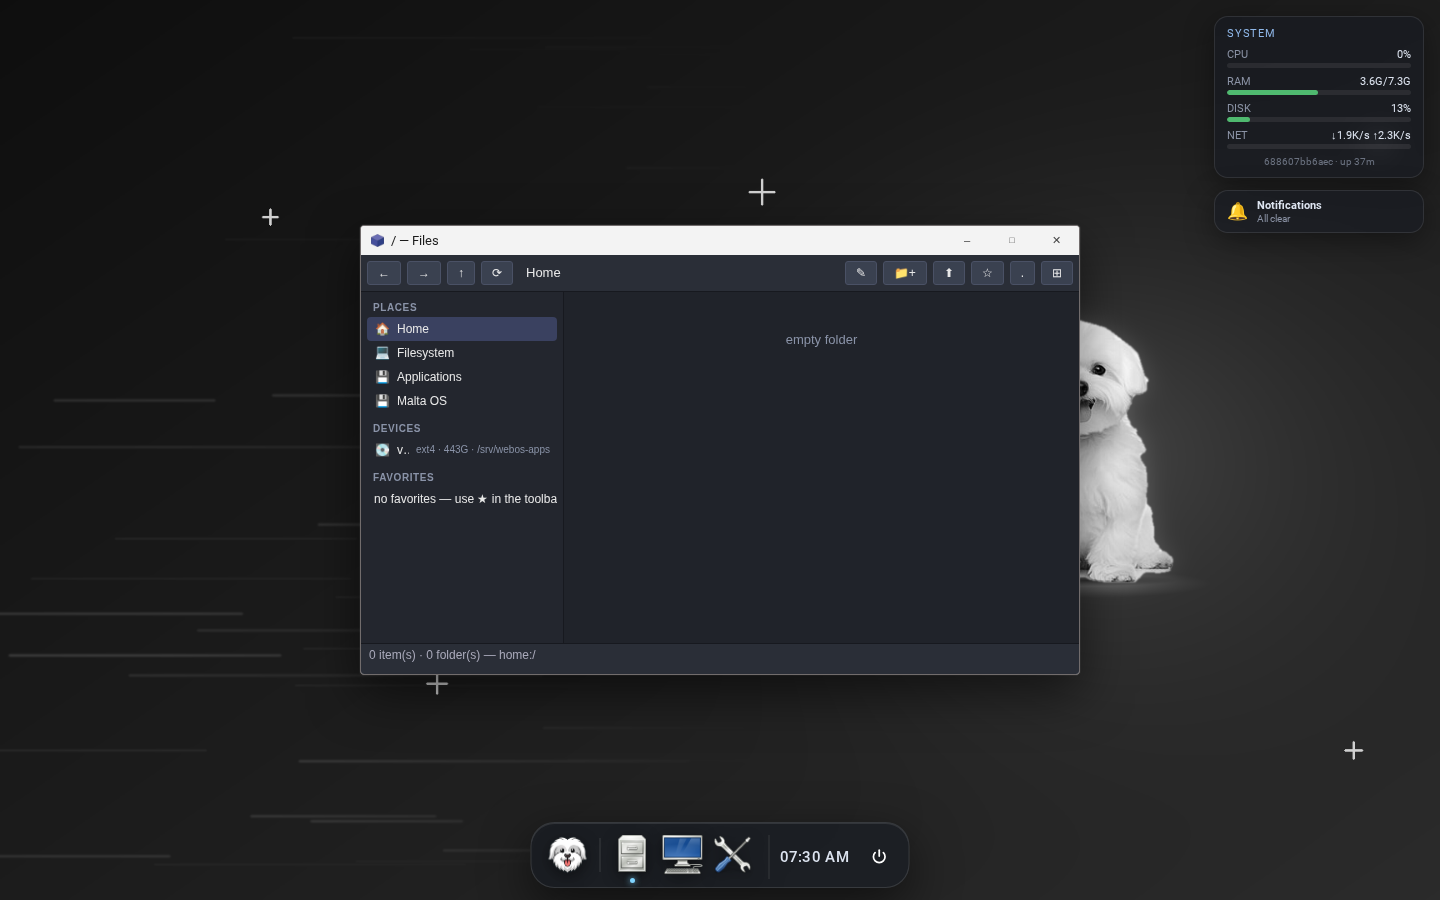 SYSTEM
CPU 0%
RAM 3.6G/7.3G
DISK 13%
NET ↓1.9K/s ↑2.3K/s
688607bb6aec · up 37m
Notifications
All clear
/ — Files
Home
PLACES
Home
Filesystem
Applications
Malta OS
DEVICES
v.. ext4 · 443G · /srv/webos-apps
FAVORITES
no favorites — use ★ in the toolba
empty folder
0 item(s) · 0 folder(s) — home:/
07:30 AM